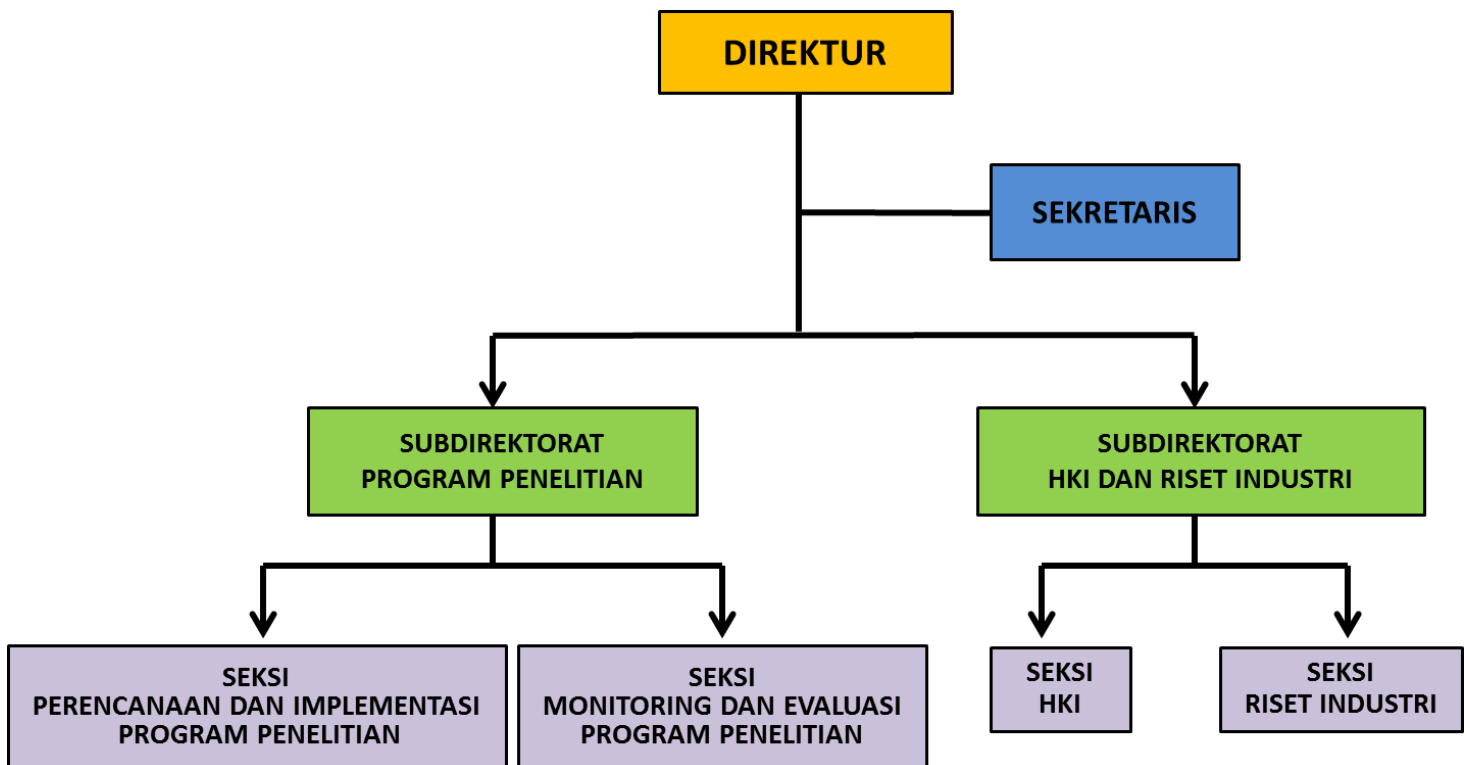 DIREKTUR
SEKRETARIS
SUBDIREKTORAT
PROGRAM PENELITIAN
SUBDIREKTORAT
HKI DAN RISET INDUSTRI
SEKSI
PERENCANAAN DAN IMPLEMENTASI
PROGRAM PENELITIAN
SEKSI
MONITORING DAN EVALUASI
PROGRAM PENELITIAN
SEKSI
HKI
SEKSI
RISET INDUSTRI